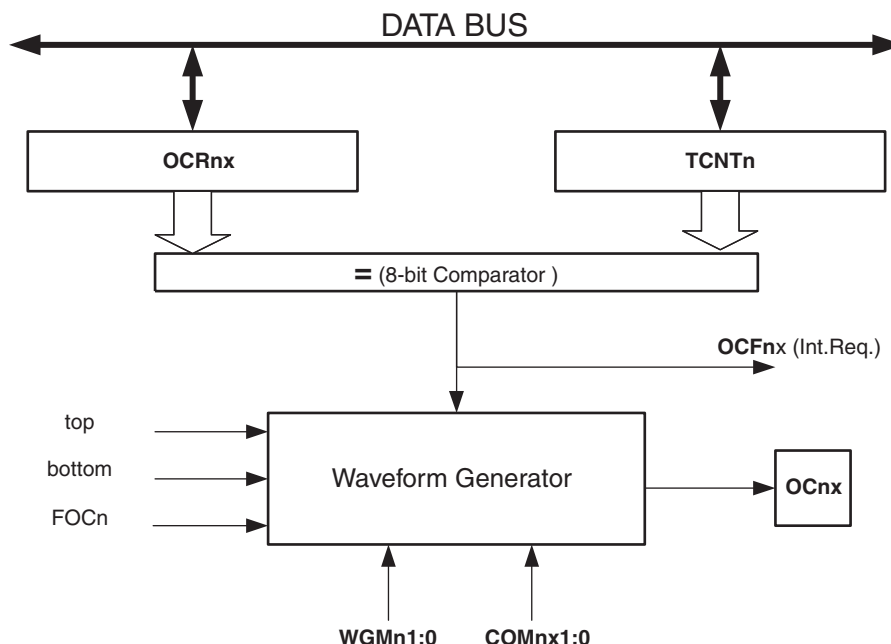 DATA BUS
OCRnx
TCNTn
= (8-bit Comparator )
OCFnx (Int.Req.)
top
bottom
FOCn
Waveform Generator
OCnx
WGMn1:0
COMnx1:0